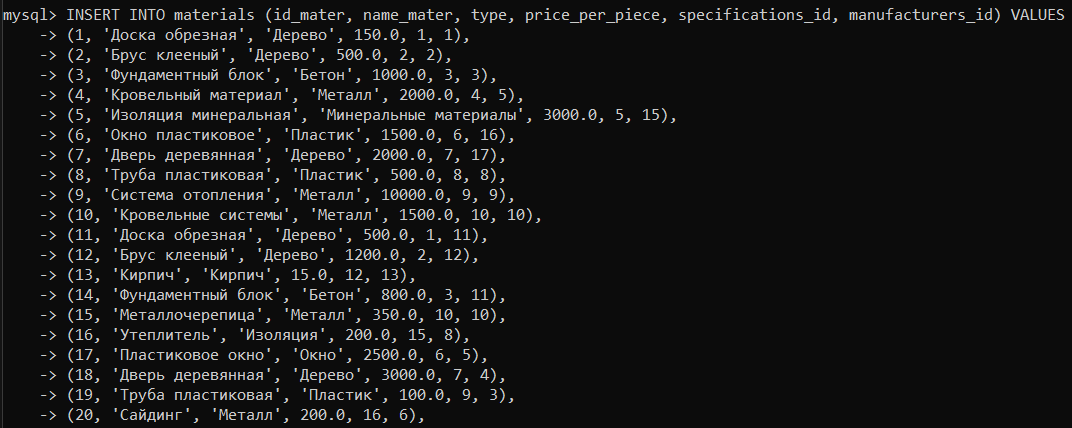 mysql> INSERT INTO materials (id_mater, name_mater, type, price_per_piece, specifications_id, manufacturers_id) VALUES
-> (1, 'Доска обрезная', 'Дерево', 150.0, 1, 1),
-> (2, 'Брус клееный', 'Дерево', 500.0, 2, 2),
-> (3, 'Фундаментный блок', 'Бетон', 1000.0, 3, 3),
-> (4, 'Кровельный материал', 'Металл', 2000.0, 4, 5),
-> (5, 'Изоляция минеральная', 'Минеральные материалы', 3000.0, 5, 15),
-> (6, 'Окно пластиковое', 'Пластик', 1500.0, 6, 16),
-> (7, 'Дверь деревянная', 'Дерево', 2000.0, 7, 17),
-> (8, 'Труба пластиковая', 'Пластик', 500.0, 8, 8),
-> (9, 'Система отопления', 'Металл', 10000.0, 9, 9),
-> (10, 'Кровельные системы', 'Металл', 1500.0, 10, 10),
-> (11, 'Доска обрезная', 'Дерево', 500.0, 1, 11),
-> (12, 'Брус клееный', 'Дерево', 1200.0, 2, 12),
-> (13, 'Кирпич', 'Кирпич', 15.0, 12, 13),
-> (14, 'Фундаментный блок', 'Бетон', 800.0, 3, 11),
-> (15, 'Металлочерепица', 'Металл', 350.0, 10, 10),
-> (16, 'Утеплитель', 'Изоляция', 200.0, 15, 8),
-> (17, 'Пластиковое окно', 'Окно', 2500.0, 6, 5),
-> (18, 'Дверь деревянная', 'Дерево', 3000.0, 7, 4),
-> (19, 'Труба пластиковая', 'Пластик', 100.0, 9, 3),
-> (20, 'Сайдинг', 'Металл', 200.0, 16, 6),